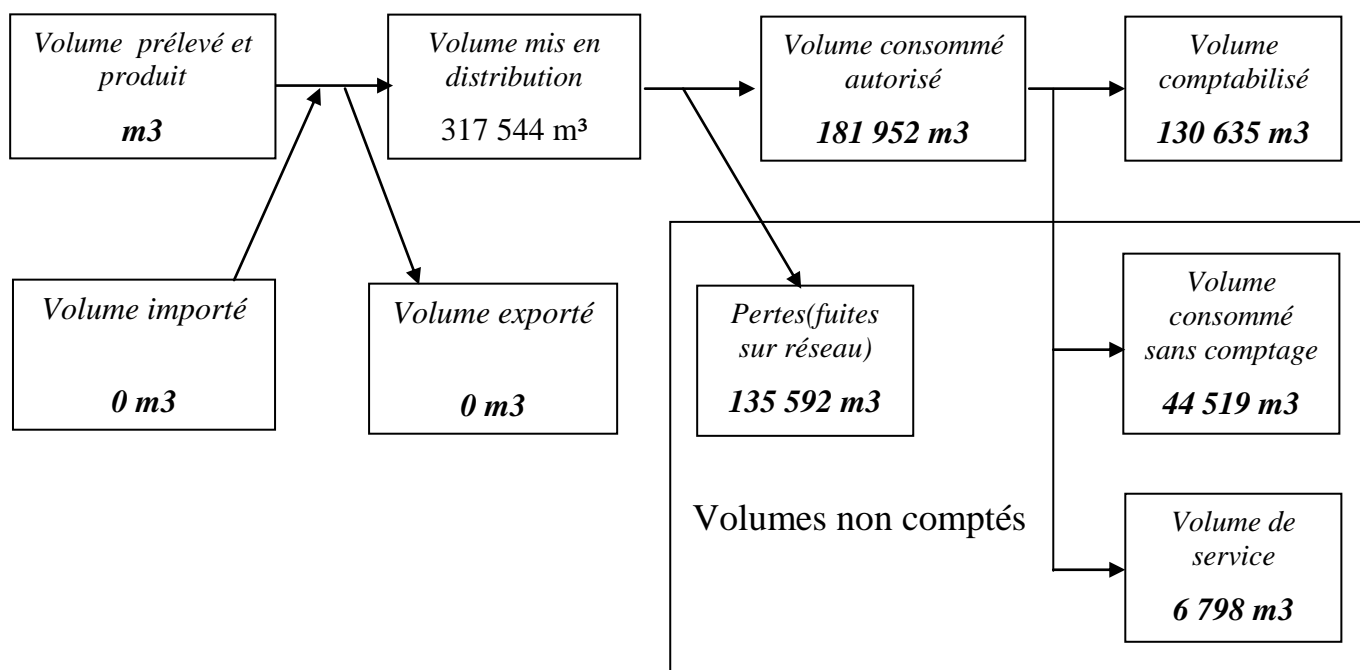 Volume prélevé et
produit
m3
Volume mis en
distribution
317 544 m³
Volume consommé
autorisé
181 952 m3
Volume
comptabilisé
130 635 m3
Volume importé
0 m3
Volume exporté
0 m3
Pertes(fuites
sur réseau)
135 592 m3
Volume
consommé
sans comptage
44 519 m3
Volumes non comptés
Volume de
service
6 798 m3